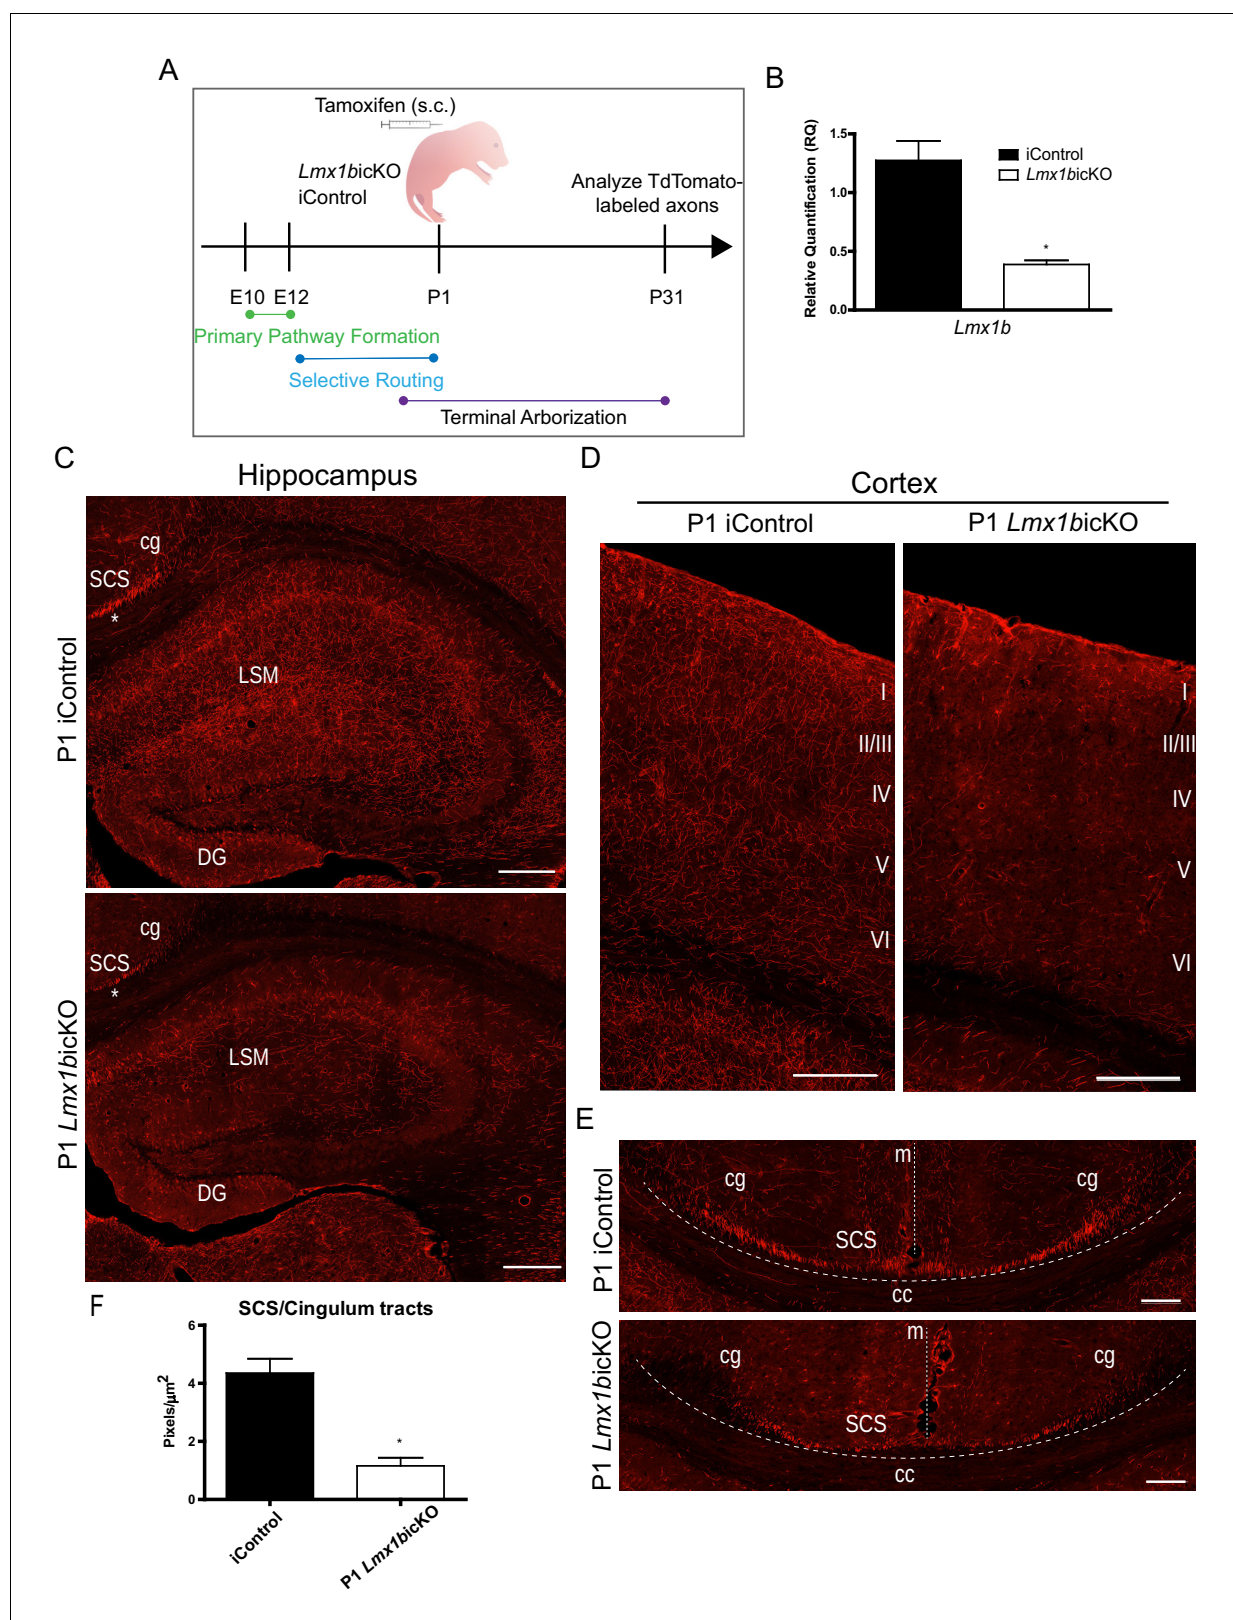 A
Tamoxifen (s.c.)
Lmx1bicKO
iControl
Analyze TdTomato-
labeled axons
E10 E12 P1 P31
Primary Pathway Formation
Selective Routing
Terminal Arborization
B
Relative Quantification (RQ)
1.5
1.0
0.5
0.0
iControl
Lmx1bicKO
*
Lmx1b
C
Hippocampus
P1 iControl
cg
SCS
*
LSM
DG
P1 Lmx1bicKO
cg
SCS
*
LSM
DG
D
Cortex
P1 iControl P1 Lmx1bicKO
I I
II/III II/III
IV IV
V V
VI VI
E
P1 iControl
m
cg cg
SCS
cc
P1 Lmx1bicKO
m
cg cg
SCS
cc
F
SCS/Cingulum tracts
Pixels/µm2
6
4
2
0
*
iControl
P1 Lmx1bicKO